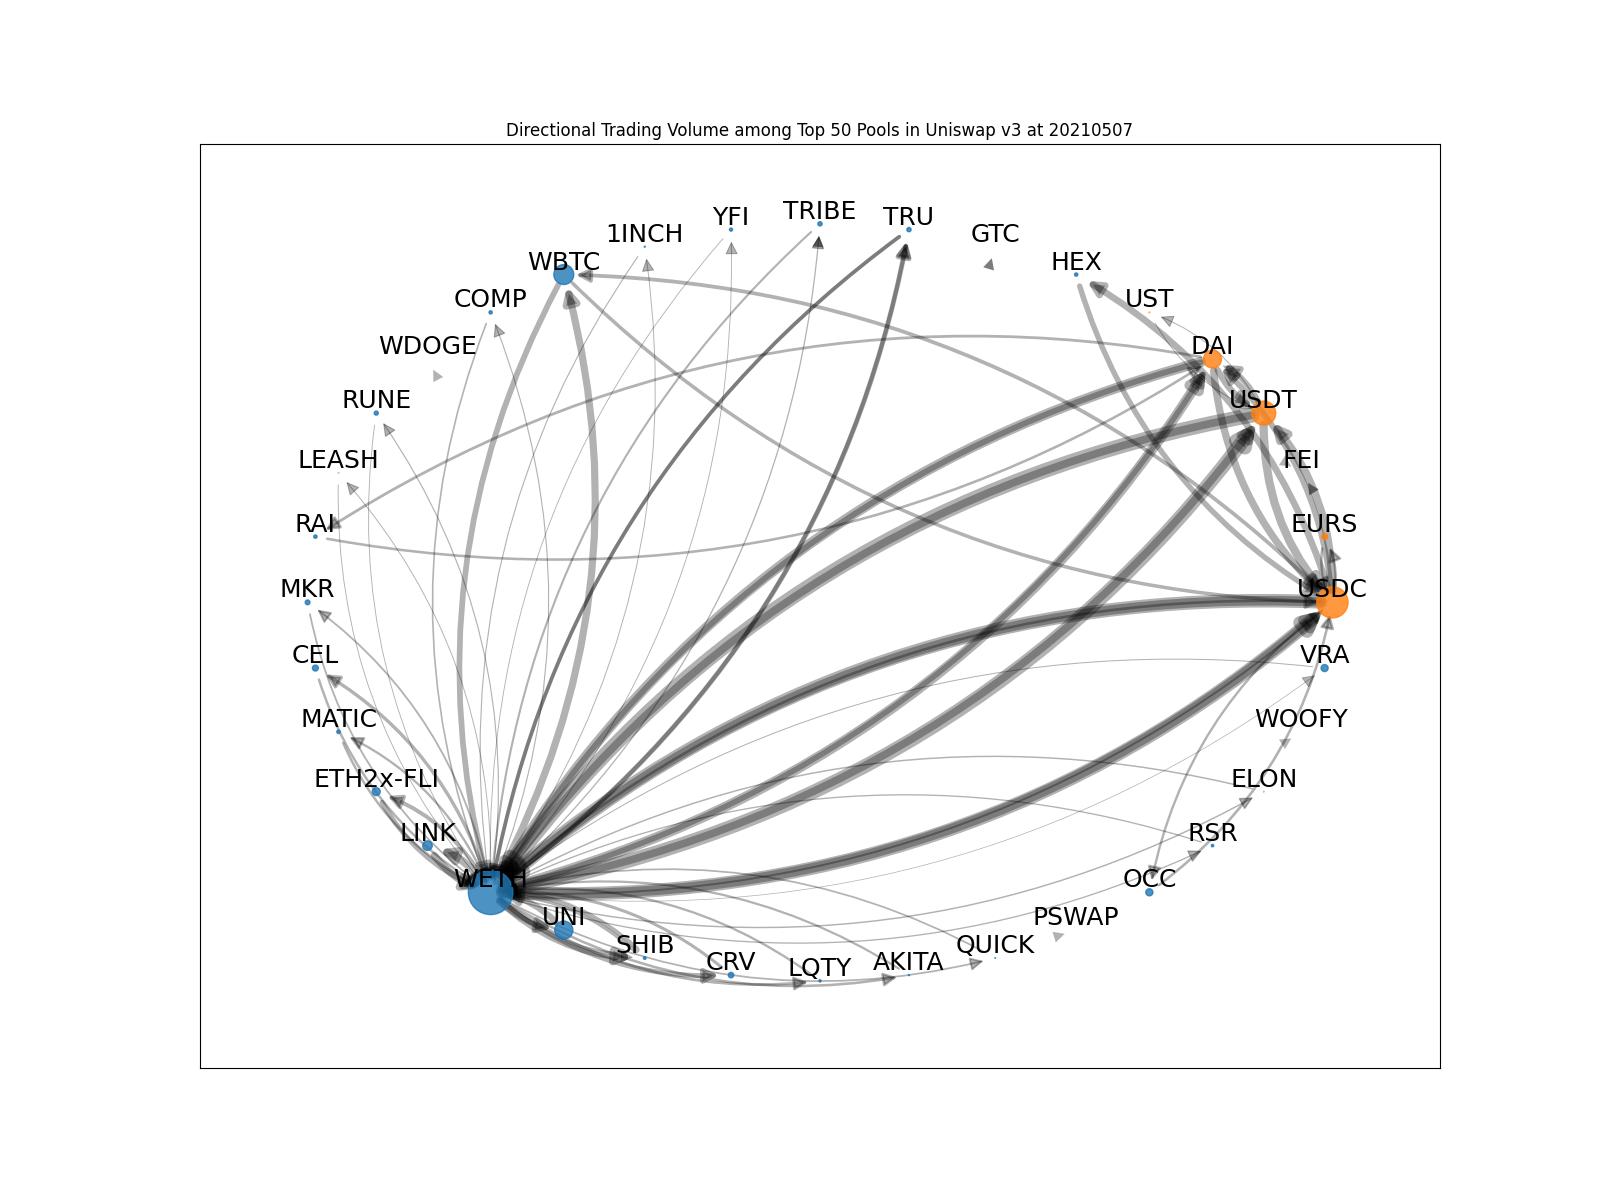 Directional Trading Volume among Top 50 Pools in Uniswap v3 at 20210507
TRIBE
YFI
TRU
1INCH
GTC
WBTC
HEX
COMP
UST
WDOGE
DAI
RUNE
USDT
LEASH
FEI
RAI
EURS
MKR
USDC
CEL
VRA
MATIC
WOOFY
ETH2x-FLI
ELON
LINK
RSR
WETH
OCC
UNI
PSWAP
SHIB
QUICK
CRV
AKITA
LQTY